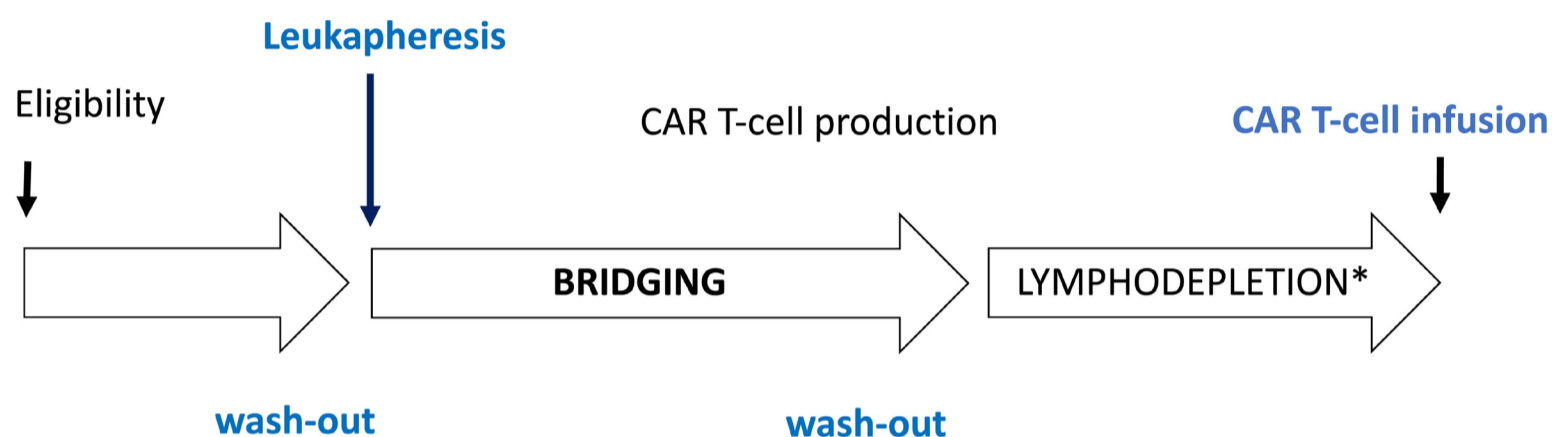 Leukapheresis
Eligibility
CAR T-cell production
CAR T-cell infusion
BRIDGING
LYMPHODEPLETION*
wash-out
wash-out